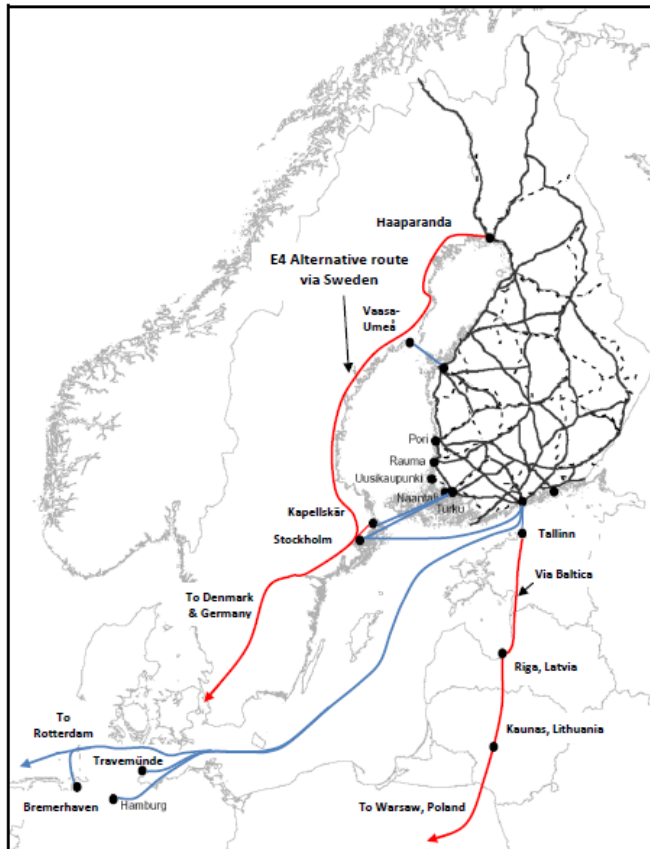 Haaparanda
E4 Alternative route
via Sweden
Vaasa-
Umeå
Pori
Rauma
Uusikaupunki
Naantali
Turku
Kapellskär
Stockholm
Tallinn
To Denmark
& Germany
Via Baltica
Riga, Latvia
To
Rotterdam
Kaunas, Lithuania
Travemünde
Bremerhaven
Hamburg
To Warsaw, Poland